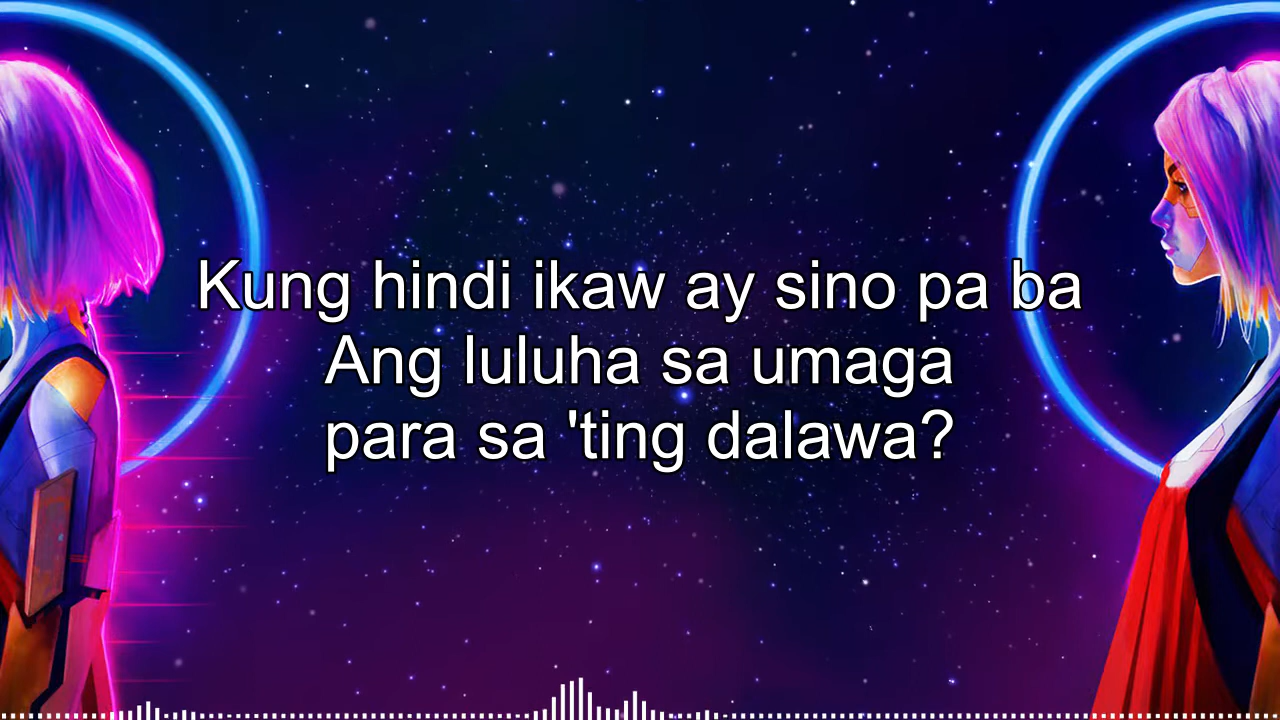 Kung hindi ikaw ay sino pa ba
Ang luluha sa umaga
para sa 'ting dalawa?